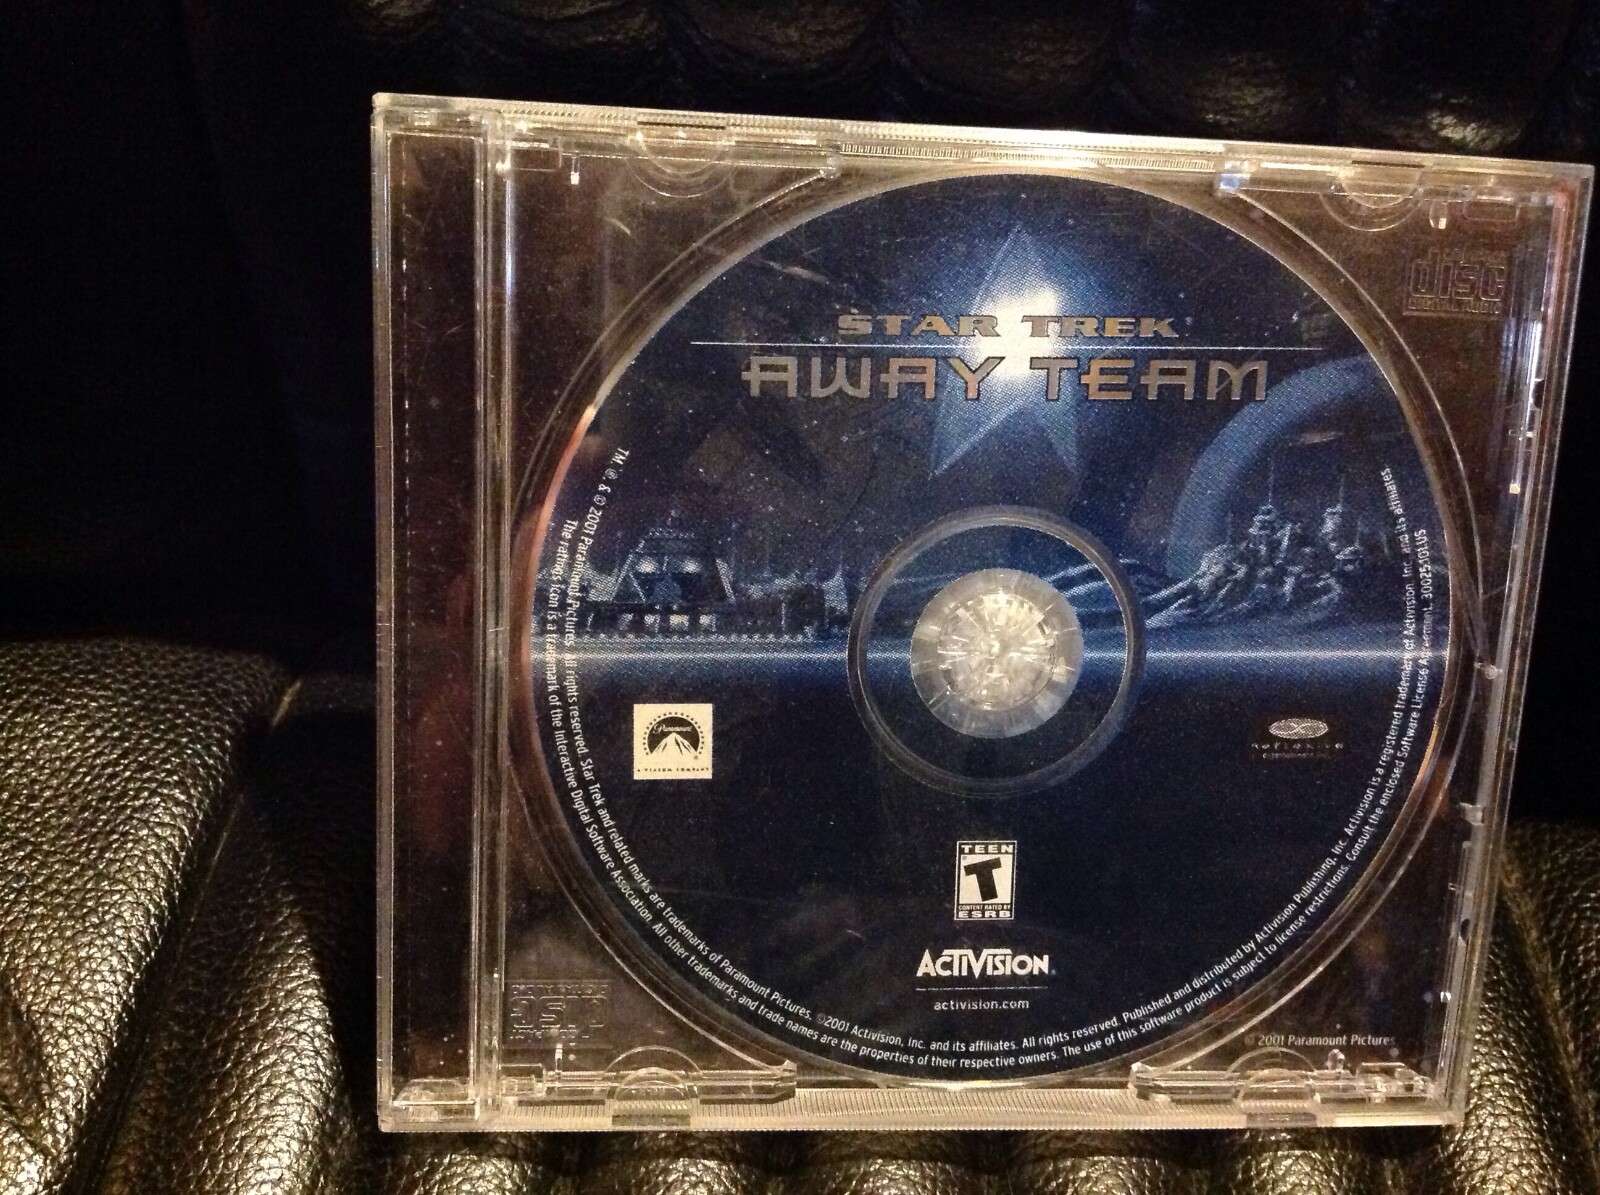 STAR TREK
AWAY TEAM
disc
TM, ®, & © 2001 Paramount Pictures. All rights reserved. Star Trek and related marks are trademarks of Paramount Pictures. ©2001 Activision, Inc. and its affiliates. All rights reserved. Published and distributed by Activision Publishing, Inc. Activision is a registered trademark of Activision, Inc. and its affiliates
The ratings icon is a trademark of the Interactive Digital Software Association. All other trademarks and trade names are the properties of their respective owners. The use of this software product is subject to license restrictions. Consult the enclosed Software License Agreement.
Paramount
A VIACOM COMPANY
TEEN
T
CONTENT RATED BY
ESRB
ACTIVISION
activision.com
© 2001 Paramount Pictures